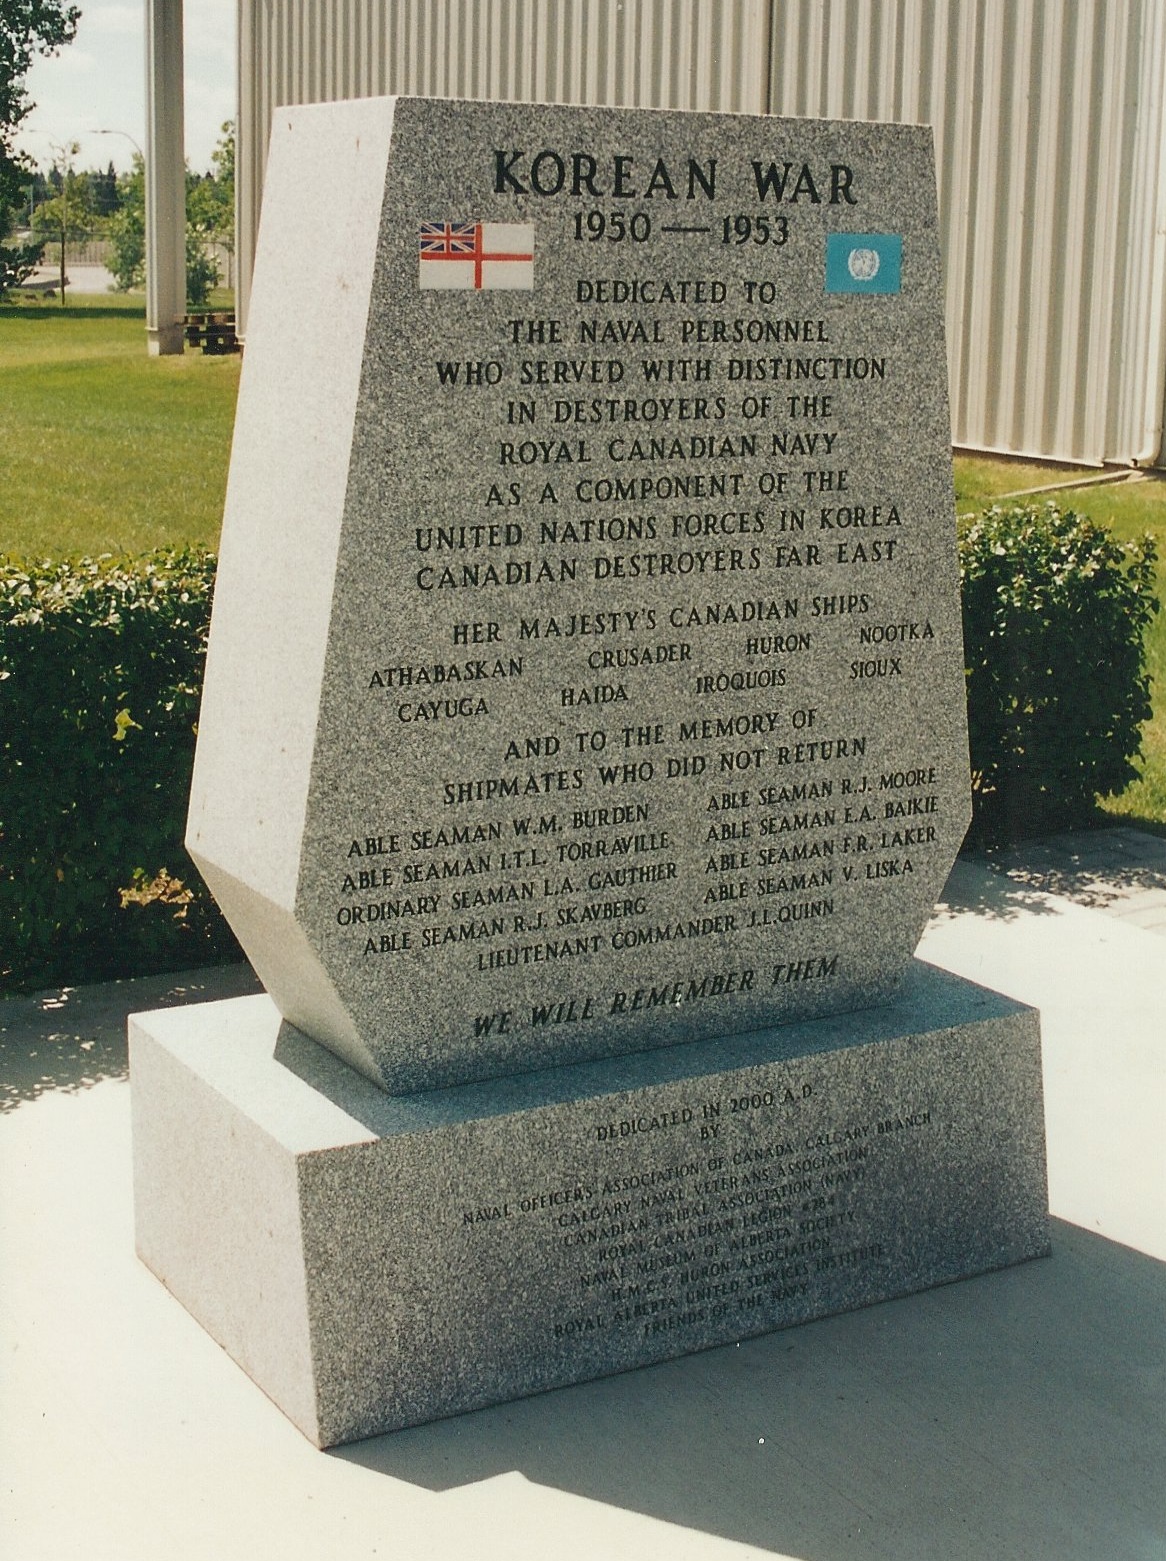 KOREAN WAR
1950 — 1953
DEDICATED TO
THE NAVAL PERSONNEL
WHO SERVED WITH DISTINCTION
IN DESTROYERS OF THE
ROYAL CANADIAN NAVY
AS A COMPONENT OF THE
UNITED NATIONS FORCES IN KOREA
CANADIAN DESTROYERS FAR EAST
HER MAJESTY'S CANADIAN SHIPS
ATHABASKAN CRUSADER HURON NOOTKA
CAYUGA HAIDA IROQUOIS SIOUX
AND TO THE MEMORY OF
SHIPMATES WHO DID NOT RETURN
ABLE SEAMAN W.M. BURDEN ABLE SEAMAN R.J. MOORE
ABLE SEAMAN I.T.L. TORRAVILLE ABLE SEAMAN E.A. BAIKIE
ORDINARY SEAMAN L.A. GAUTHIER ABLE SEAMAN F.R. LAKER
ABLE SEAMAN R.J. SKAVBERG ABLE SEAMAN V. LISKA
LIEUTENANT COMMANDER J.L.QUINN
WE WILL REMEMBER THEM
DEDICATED IN 2000 A.D.
BY
NAVAL OFFICERS ASSOCIATION OF CANADA, CALGARY BRANCH
CALGARY NAVAL VETERANS ASSOCIATION
CANADIAN TRIBAL ASSOCIATION (NAVY)
ROYAL CANADIAN LEGION #284
NAVAL MUSEUM OF ALBERTA SOCIETY
H.M.C.S. HURON ASSOCIATION
ROYAL ALBERTA UNITED SERVICES INSTITUTE
FRIENDS OF THE NAVY